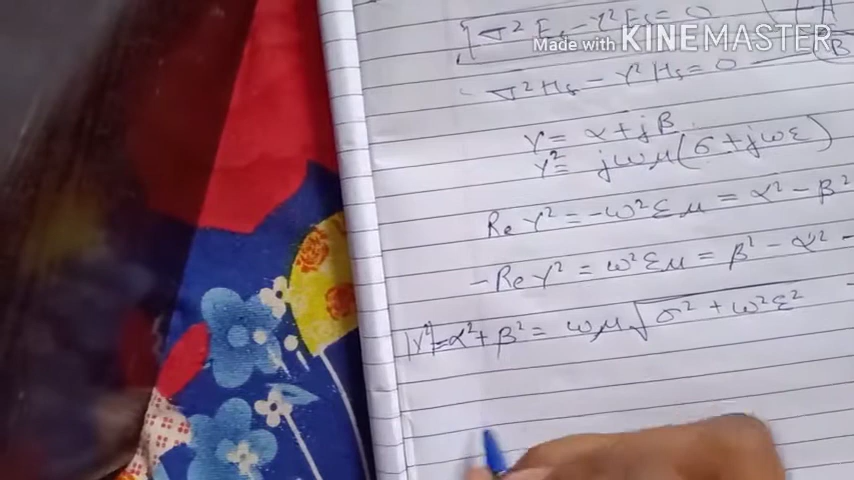 ∇²Es - γ²Es = 0 (A
Made with KINEMASTER
∇²Hs - γ²Hs = 0 — (B
γ = α + jβ
γ² = jωμ(σ + jωε)
Re γ² = -ω²εμ = α² - β²
-Re γ² = ω²εμ = β² - α² -
|γ²| = α² + β² = ωμ√σ² + ω²ε²